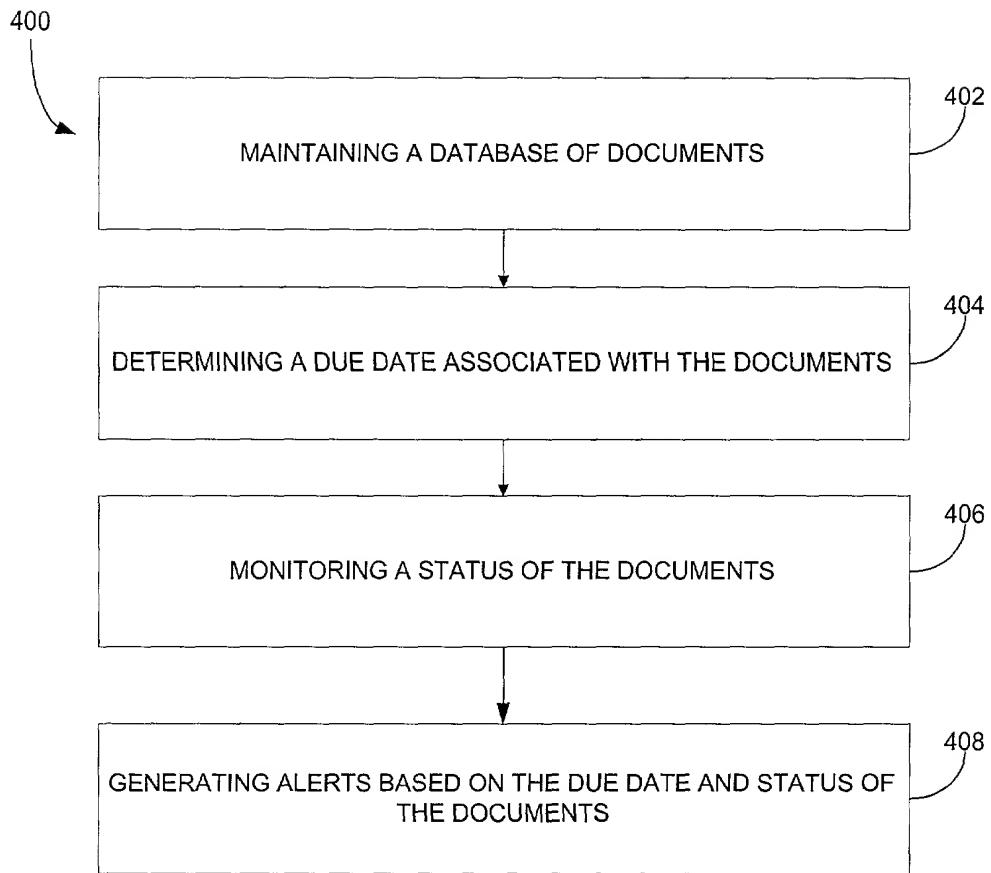 400
402
MAINTAINING A DATABASE OF DOCUMENTS
404
DETERMINING A DUE DATE ASSOCIATED WITH THE DOCUMENTS
406
MONITORING A STATUS OF THE DOCUMENTS
408
GENERATING ALERTS BASED ON THE DUE DATE AND STATUS OF
THE DOCUMENTS